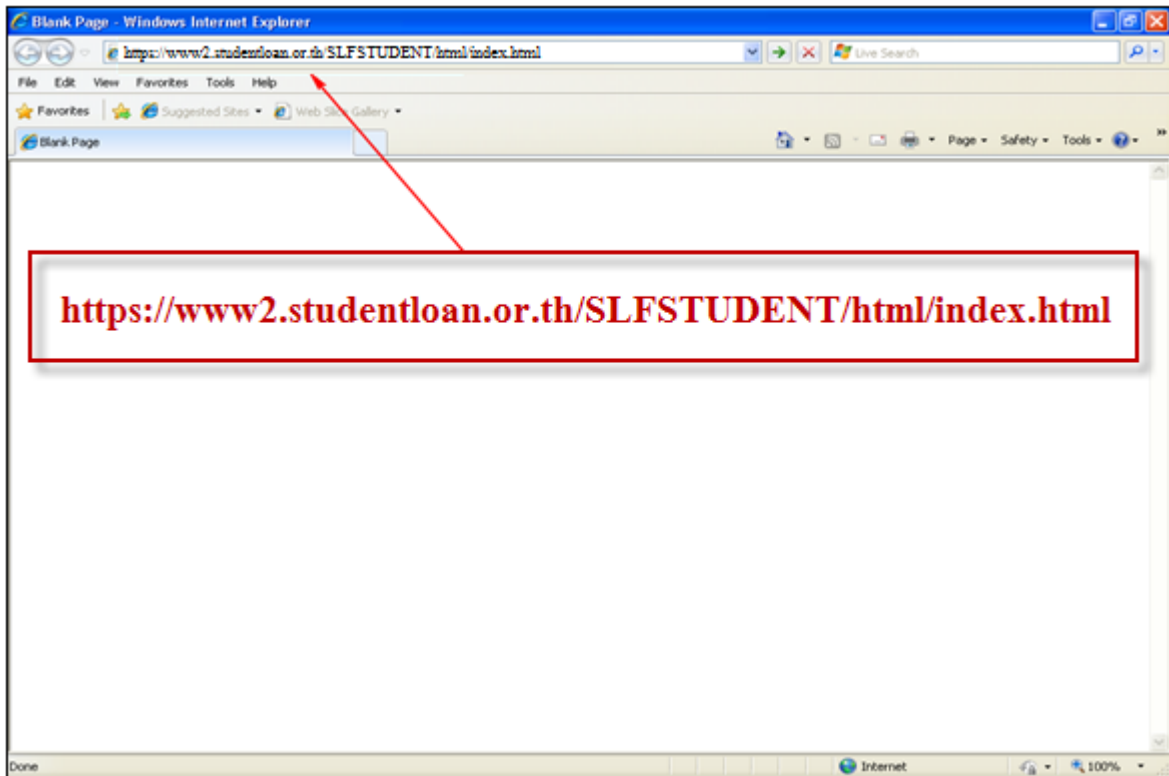 Blank Page - Windows Internet Explorer
https://www2.studentloan.or.th/SLFSTUDENT/html/index.html
Live Search
File Edit View Favorites Tools Help
Favorites Suggested Sites Web Slice Gallery
Blank Page
Page Safety Tools
https://www2.studentloan.or.th/SLFSTUDENT/html/index.html
Done
Internet
100%